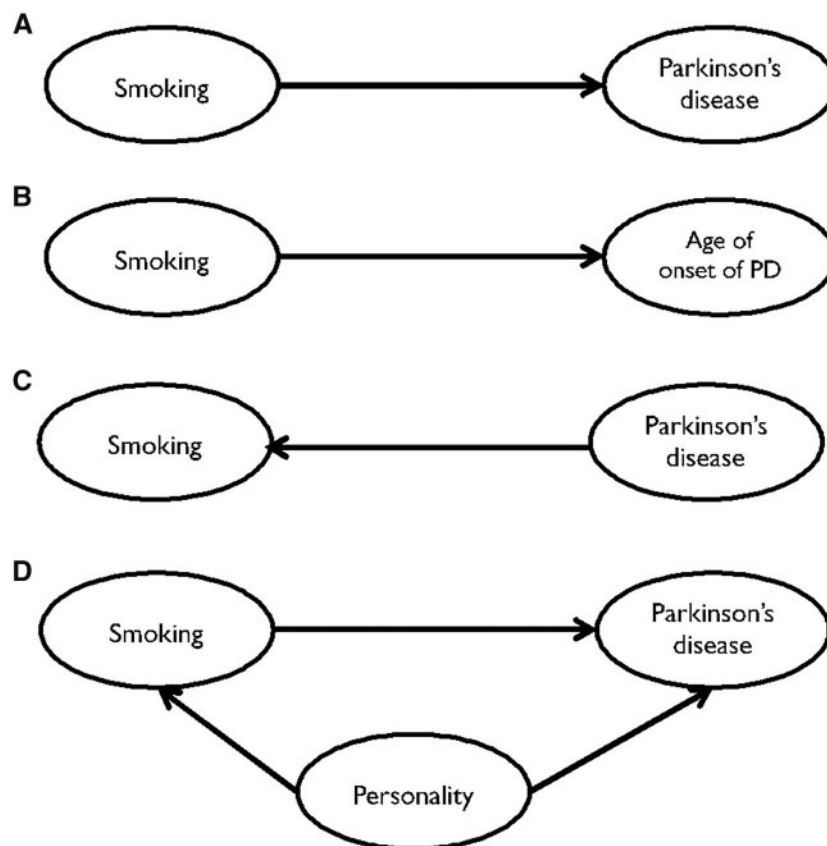 A
Smoking
Parkinson's
disease
B
Smoking
Age of
onset of PD
C
Smoking
Parkinson's
disease
D
Smoking
Parkinson's
disease
Personality